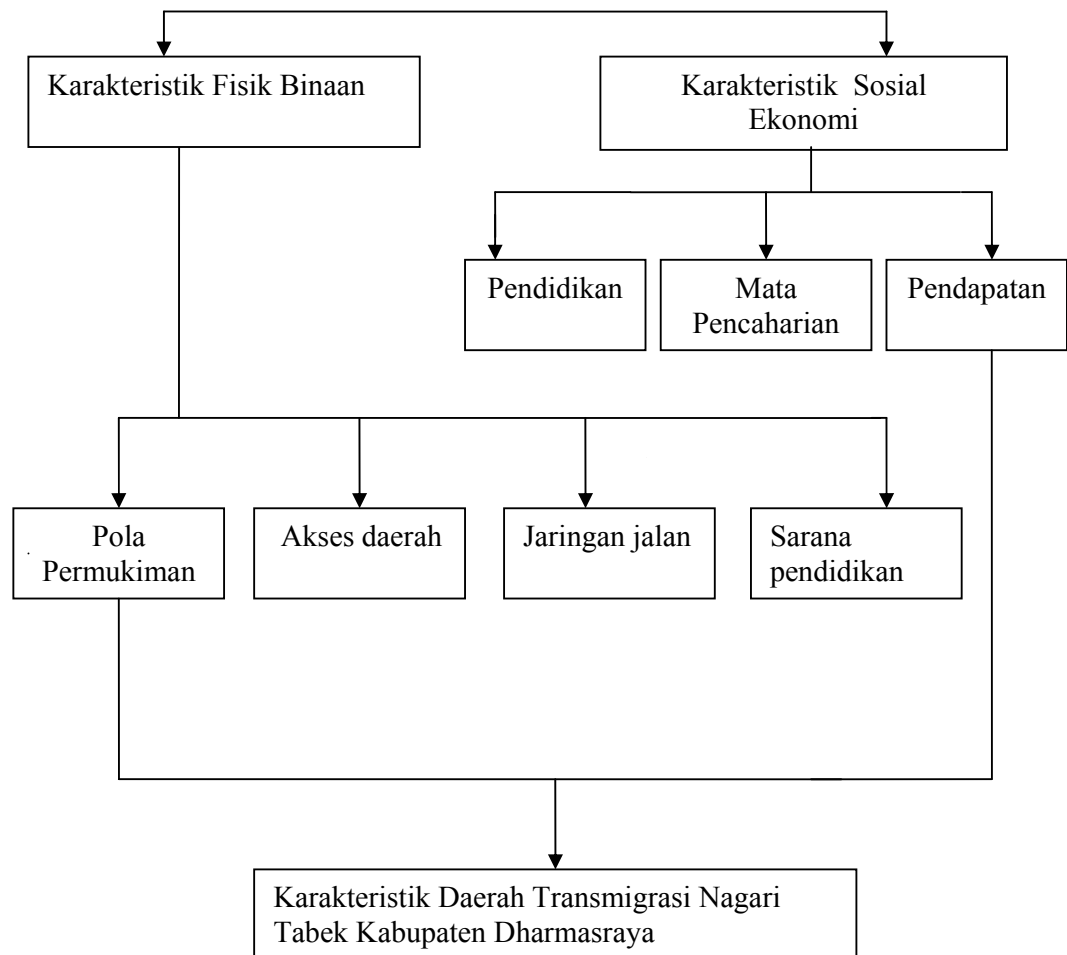 Karakteristik Fisik Binaan
Karakteristik Sosial
Ekonomi
Pendidikan
Mata
Pencaharian
Pendapatan
Pola
Permukiman
Akses daerah
Jaringan jalan
Sarana
pendidikan
Karakteristik Daerah Transmigrasi Nagari
Tabek Kabupaten Dharmasraya